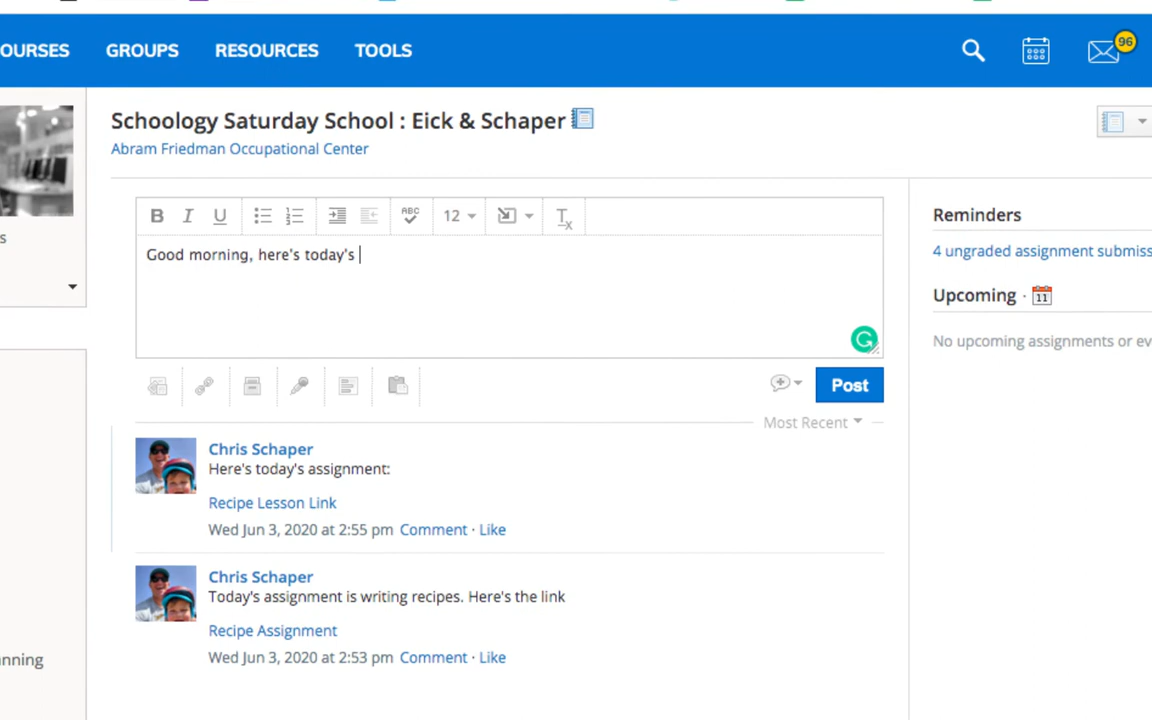 OURSES GROUPS RESOURCES TOOLS 96
Schoology Saturday School : Eick & Schaper
Abram Friedman Occupational Center
s
B I U ABC 12 Tx
Good morning, here's today's
G
Post
Most Recent
Chris Schaper
Here's today's assignment:
Recipe Lesson Link
Wed Jun 3, 2020 at 2:55 pm Comment · Like
Chris Schaper
Today's assignment is writing recipes. Here's the link
Recipe Assignment
Wed Jun 3, 2020 at 2:53 pm Comment · Like
nning
Reminders
4 ungraded assignment submiss
Upcoming · 11
No upcoming assignments or ev